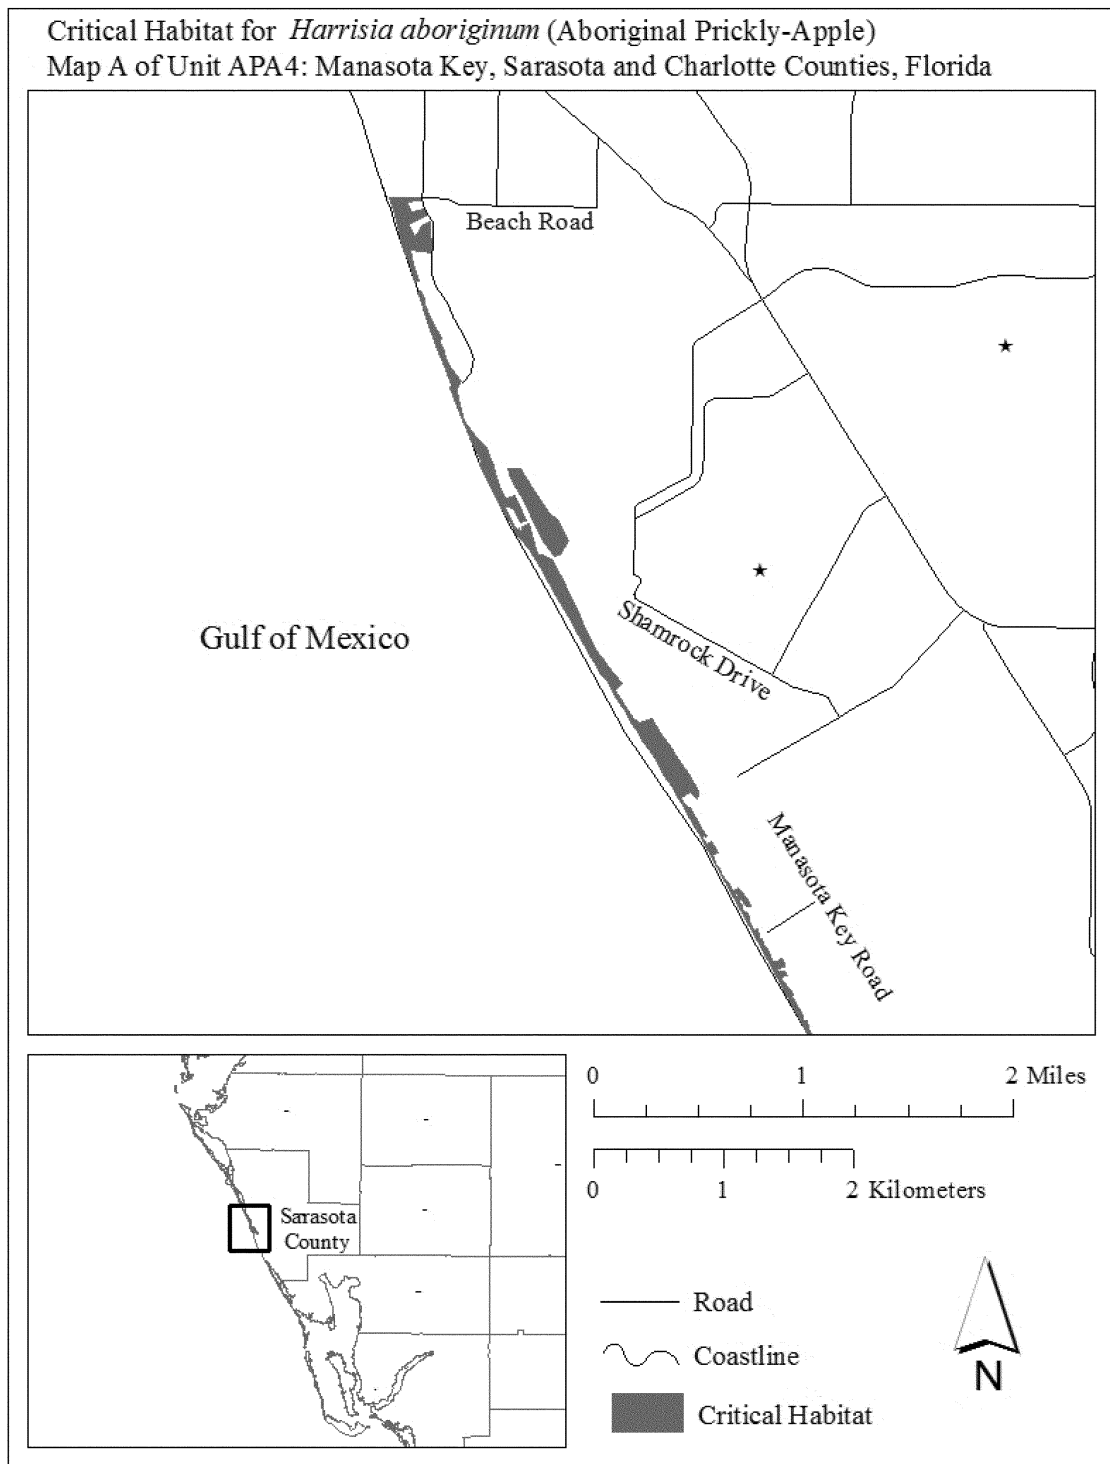 Critical Habitat for Harrisia aboriginum (Aboriginal Prickly-Apple)
Map A of Unit APA4: Manasota Key, Sarasota and Charlotte Counties, Florida
Beach Road
Gulf of Mexico
Shamrock Drive
Manasota Key Road
Sarasota
County
0 1 2 Miles
0 1 2 Kilometers
Road
Coastline
Critical Habitat
N